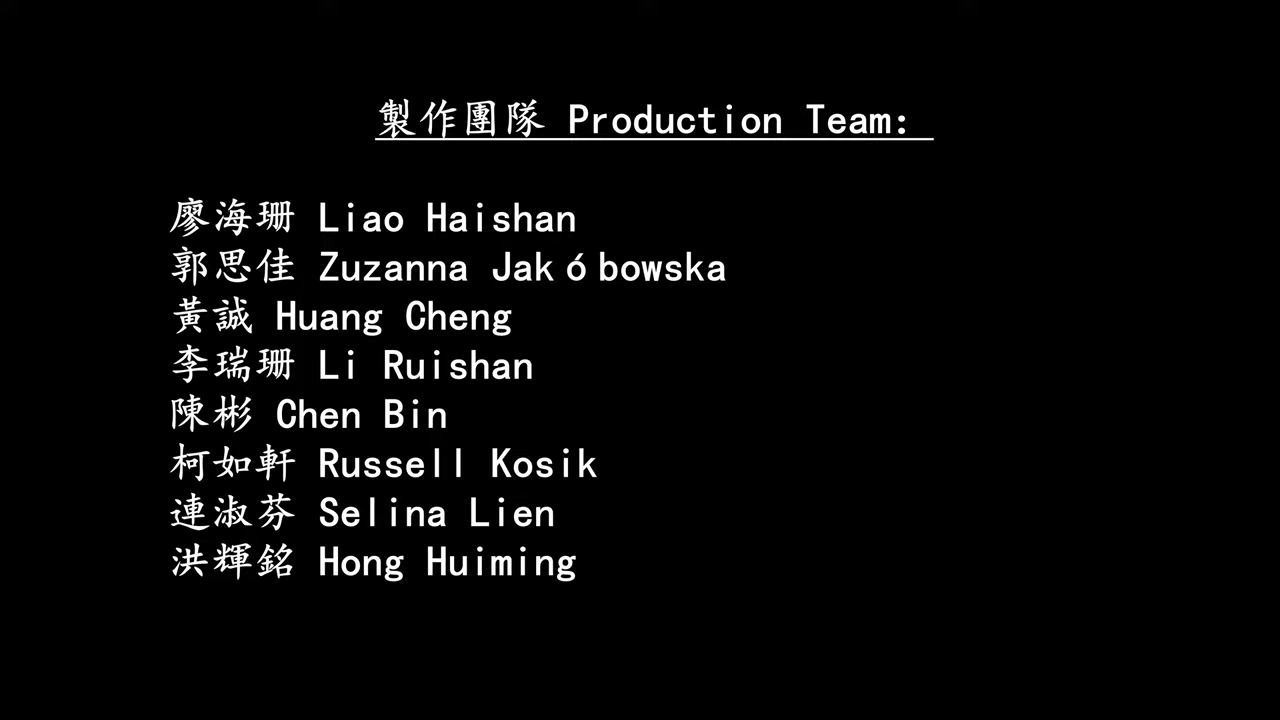 製作團隊 Production Team:
廖海珊 Liao Haishan
郭思佳 Zuzanna Jakóbowska
黃誠 Huang Cheng
李瑞珊 Li Ruishan
陳彬 Chen Bin
柯如軒 Russell Kosik
連淑芬 Selina Lien
洪輝銘 Hong Huiming